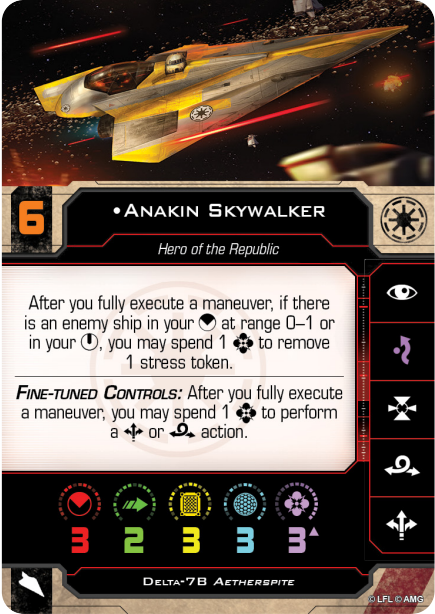 6
•Anakin Skywalker
Hero of the Republic
After you fully execute a maneuver, if there
is an enemy ship in your at range 0–1 or
in your , you may spend 1 to remove
1 stress token.
Fine-tuned Controls: After you fully execute
a maneuver, you may spend 1 to perform
a or action.
3 2 3 3 3
Delta-7B Aetherspite
© LFL © AMG